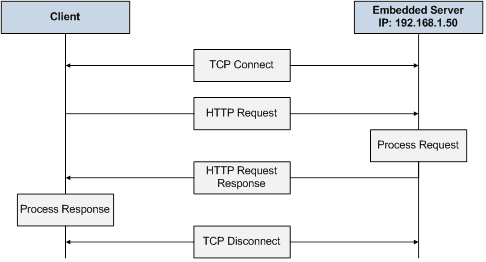 Client
Embedded Server
IP: 192.168.1.50
TCP Connect
HTTP Request
Process Request
HTTP Request
Response
Process Response
TCP Disconnect